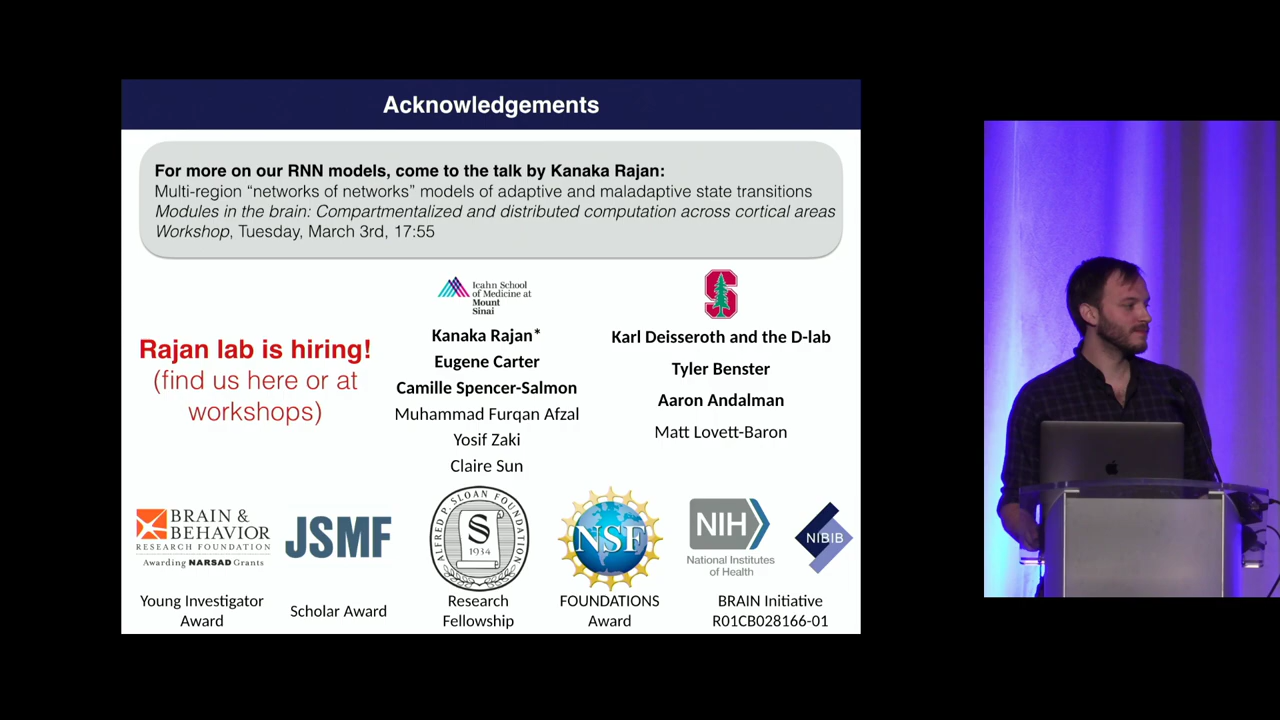 Acknowledgements
For more on our RNN models, come to the talk by Kanaka Rajan:
Multi-region “networks of networks” models of adaptive and maladaptive state transitions
Modules in the brain: Compartmentalized and distributed computation across cortical areas
Workshop, Tuesday, March 3rd, 17:55
Rajan lab is hiring!
(find us here or at
workshops)
Icahn School
of Medicine at
Mount
Sinai
Kanaka Rajan*
Eugene Carter
Camille Spencer-Salmon
Muhammad Furqan Afzal
Yosif Zaki
Claire Sun
S
Karl Deisseroth and the D-lab
Tyler Benster
Aaron Andalman
Matt Lovett-Baron
BRAIN &
BEHAVIOR
RESEARCH FOUNDATION
Awarding NARSAD Grants
Young Investigator
Award
JSMF
Scholar Award
ALFRED P. SLOAN FOUNDATION
S
1934
Research
Fellowship
NSF
FOUNDATIONS
Award
NIH
National Institutes
of Health
NIBIB
BRAIN Initiative
R01CB028166-01